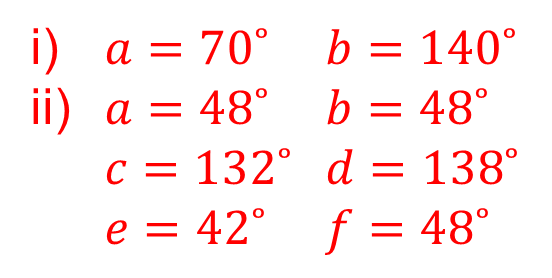 i) a = 70° b = 140°
ii) a = 48° b = 48°
c = 132° d = 138°
e = 42° f = 48°